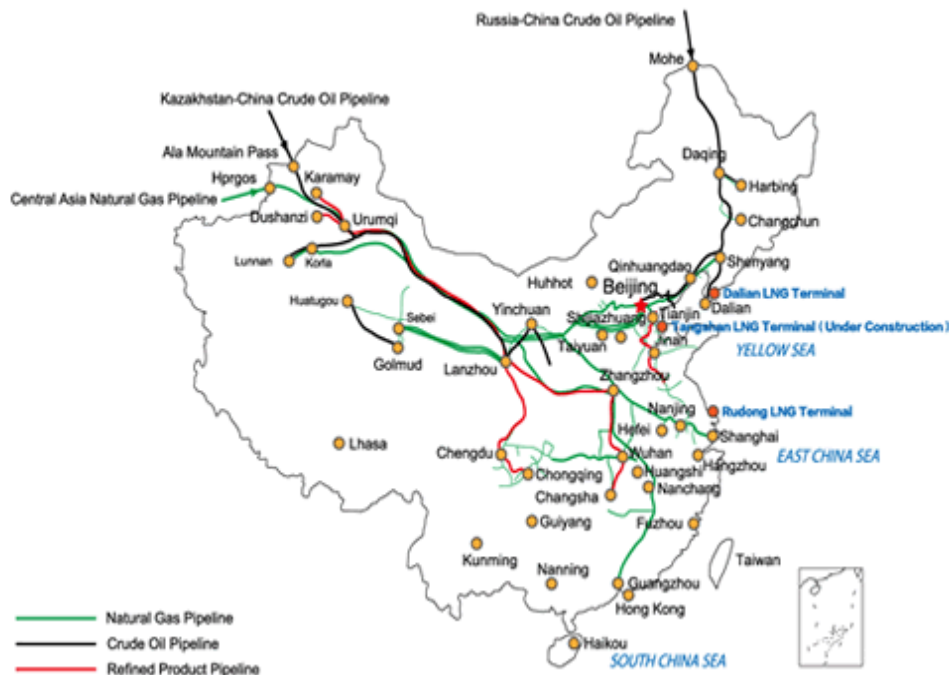 Russia-China Crude Oil Pipeline
Mohe
Kazakhstan-China Crude Oil Pipeline
Ala Mountain Pass
Hprgos
Karamay
Central Asia Natural Gas Pipeline
Dushanzi
Urumqi
Daqing
Harbing
Changchun
Lunnan
Korla
Shenyang
Qinhuangdao
Huhhot
Beijing
Dalian LNG Terminal
Dalian
Huatugou
Sebei
Yinchuan
Shijiazhuang
Tianjin
Tangshan LNG Terminal ( Under Construction )
Taiyuan
Jinan
YELLOW SEA
Golmud
Lanzhou
Zhangzhou
Nanjing
Rudong LNG Terminal
Hefei
Shanghai
Lhasa
Chengdu
Wuhan
Hangzhou
EAST CHINA SEA
Chongqing
Huangshi
Changsha
Nanchang
Guiyang
Fuzhou
Kunming
Nanning
Taiwan
Guangzhou
Hong Kong
Haikou
SOUTH CHINA SEA
Natural Gas Pipeline
Crude Oil Pipeline
Refined Product Pipeline